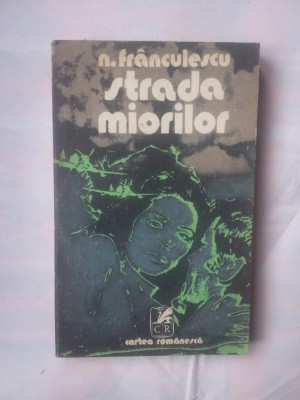 n. frânculescu
strada
miorilor
CR
cartea românească